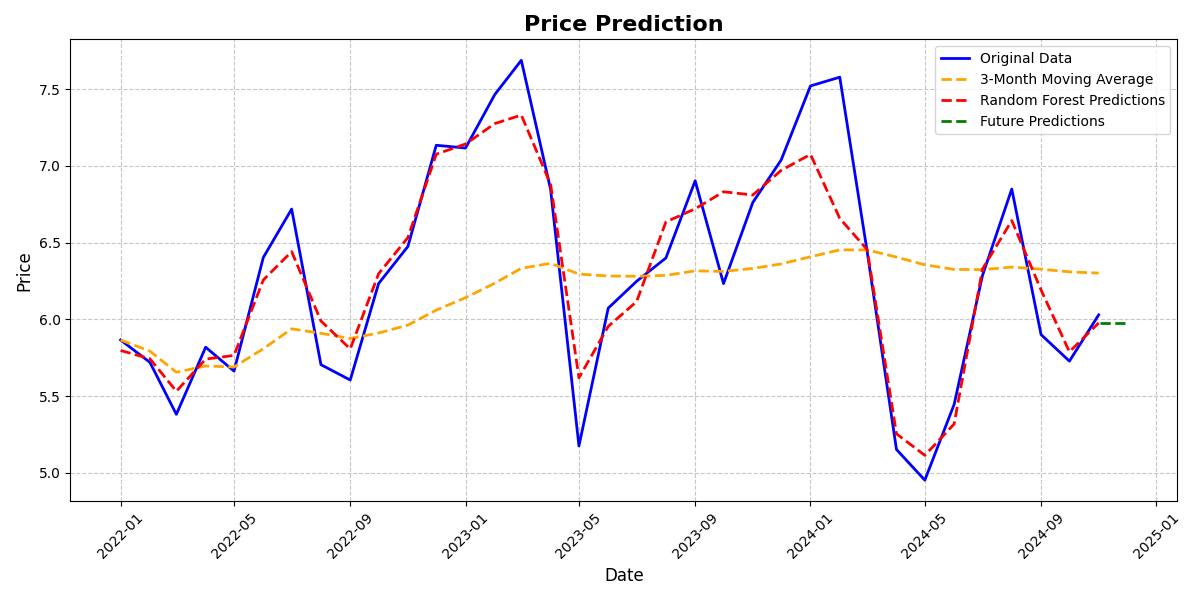 Price Prediction
Original Data
3-Month Moving Average
Random Forest Predictions
Future Predictions
Price
7.5
7.0
6.5
6.0
5.5
5.0
2022-01
2022-05
2022-09
2023-01
2023-05
2023-09
2024-01
2024-05
2024-09
2025-01
Date